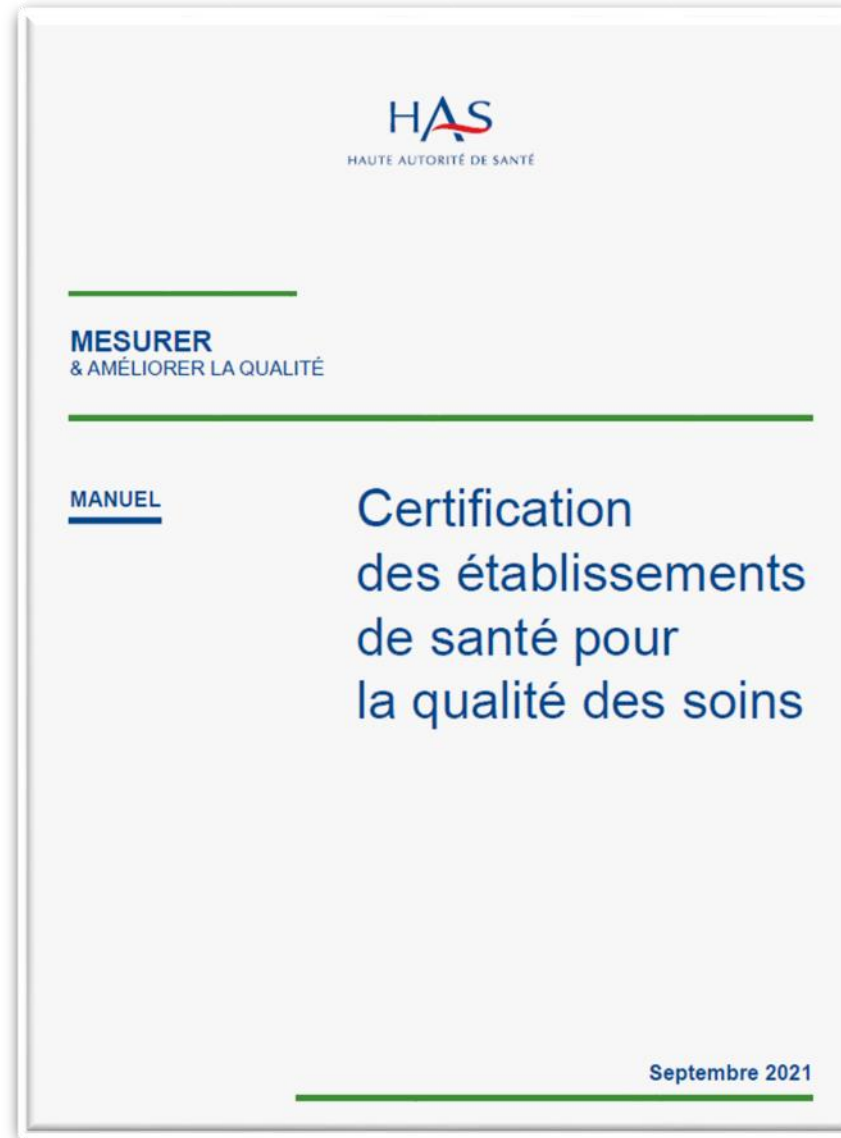 HAS
HAUTE AUTORITÉ DE SANTÉ
MESURER
& AMÉLIORER LA QUALITÉ
MANUEL
Certification
des établissements
de santé pour
la qualité des soins
Septembre 2021